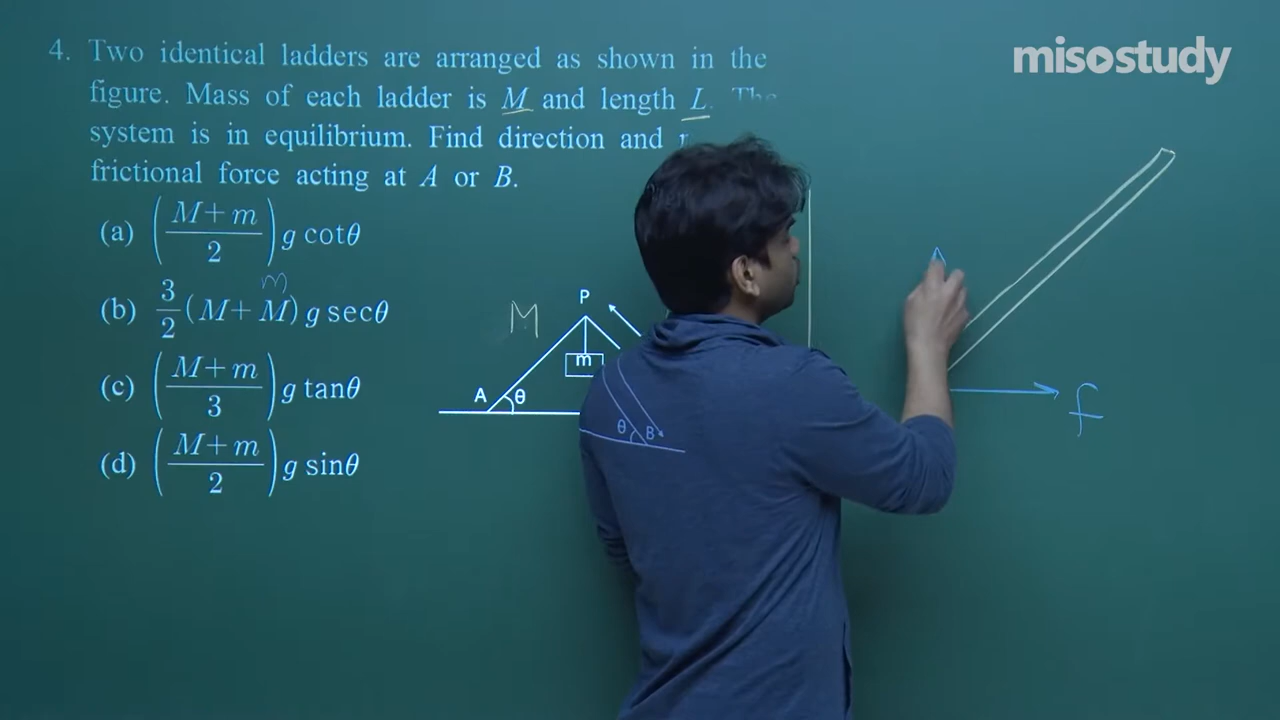 misostudy
4. Two identical ladders are arranged as shown in the
figure. Mass of each ladder is M and length L. The
system is in equilibrium. Find direction and
frictional force acting at A or B.
(a) ((M+m)/2) g cotθ
m
(b) 3/2 (M+M) g secθ
(c) ((M+m)/3) g tanθ
(d) ((M+m)/2) g sinθ
M
P
m
A θ
θ B
f